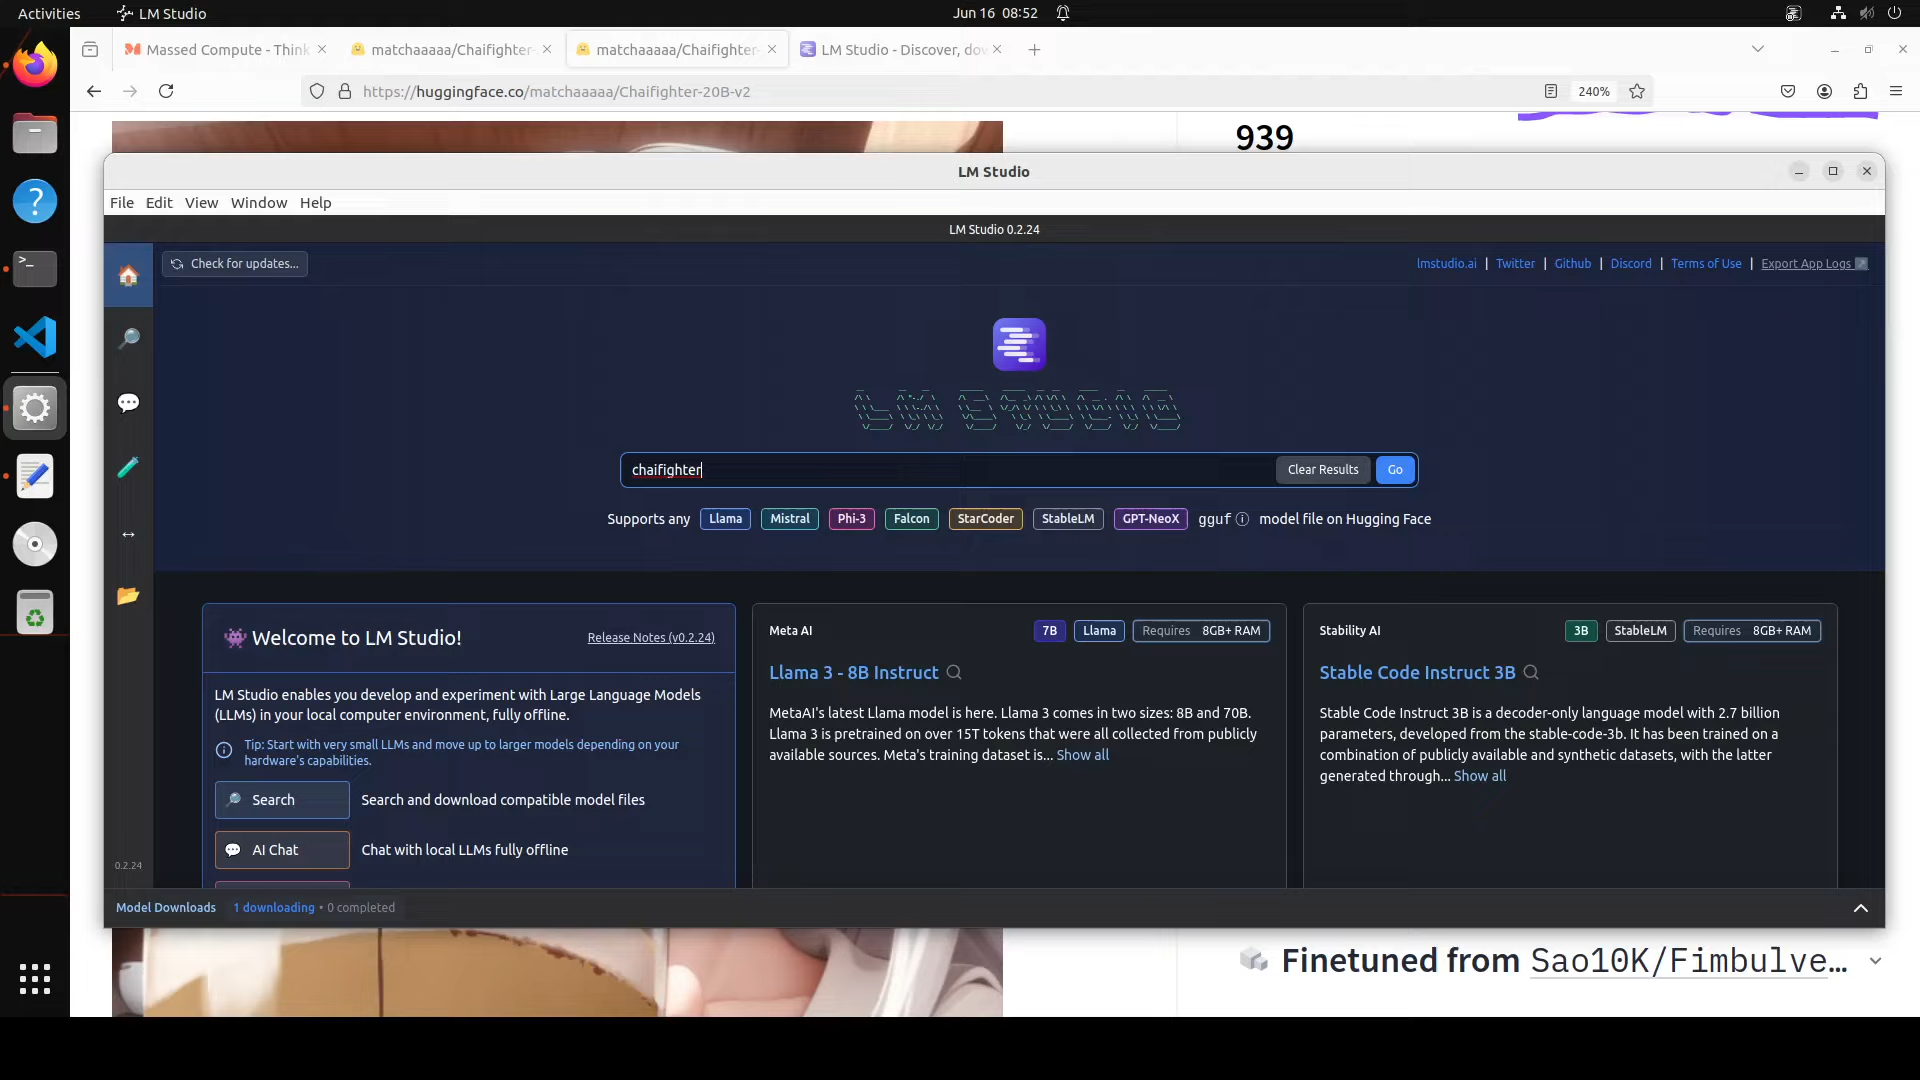 Activities
LM Studio
Jun 16 08:52
Massed Compute - Think
matchaaaaa/Chaifighter-
matchaaaaa/Chaifighter-
LM Studio - Discover, dow
https://huggingface.co/matchaaaaa/Chaifighter-20B-v2
240%
939
LM Studio
File Edit View Window Help
LM Studio 0.2.24
Check for updates...
lmstudio.ai | Twitter | Github | Discord | Terms of Use | Export App Logs
LM STUDIO
chaifighter
Clear Results
Go
Supports any Llama Mistral Phi-3 Falcon StarCoder StableLM GPT-NeoX gguf model file on Hugging Face
Welcome to LM Studio!
Release Notes (v0.2.24)
LM Studio enables you develop and experiment with Large Language Models
(LLMs) in your local computer environment, fully offline.
Tip: Start with very small LLMs and move up to larger models depending on your
hardware's capabilities.
Search
Search and download compatible model files
AI Chat
Chat with local LLMs fully offline
Meta AI
7B
Llama
Requires 8GB+ RAM
Llama 3 - 8B Instruct
MetaAI's latest Llama model is here. Llama 3 comes in two sizes: 8B and 70B.
Llama 3 is pretrained on over 15T tokens that were all collected from publicly
available sources. Meta's training dataset is... Show all
Stability AI
3B
StableLM
Requires 8GB+ RAM
Stable Code Instruct 3B
Stable Code Instruct 3B is a decoder-only language model with 2.7 billion
parameters, developed from the stable-code-3b. It has been trained on a
combination of publicly available and synthetic datasets, with the latter
generated through... Show all
0.2.24
Model Downloads
1 downloading • 0 completed
Finetuned from Sao10K/Fimbulve…